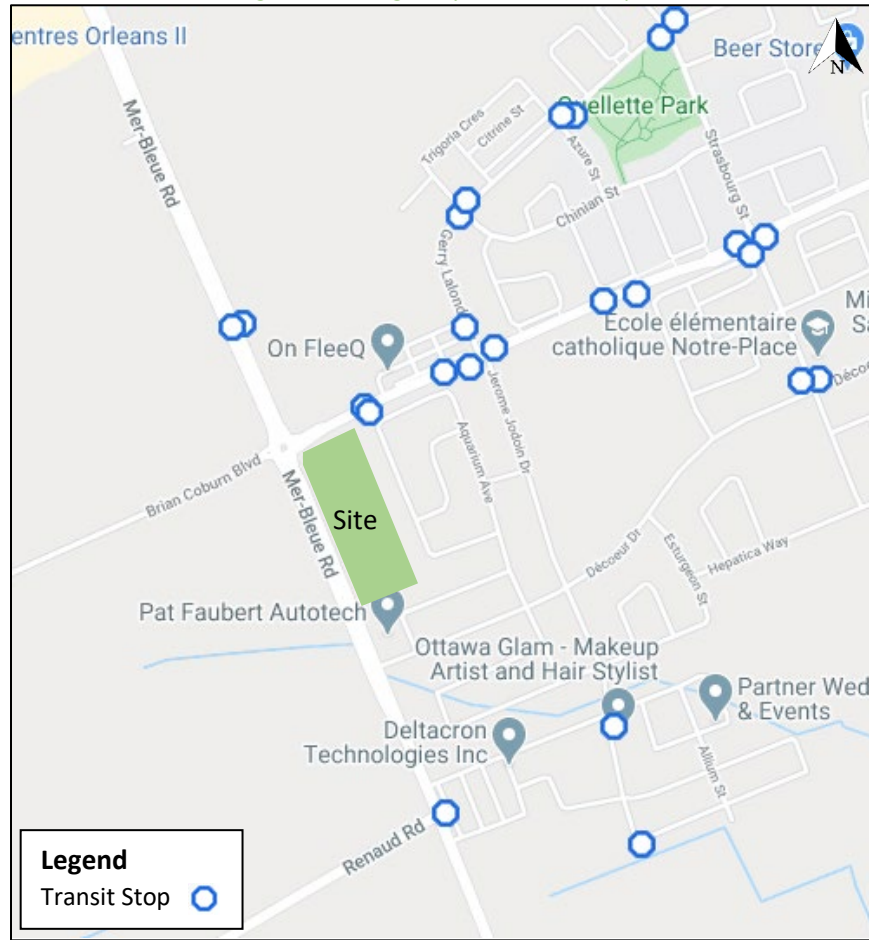 entres Orleans II
Beer Store
N
Mer-Bleue Rd
Ouellette Park
Trigoria Cres
Citrine St
Azure St
Strasbourg St
Chinian St
Gerry Lalond
On FleeQ
École élémentaire
catholique Notre-Place
Mi
Sa
Décoeu
Jerome Jodoin Dr
Aquarium Ave
Brian Coburn Blvd
Mer-Bleue Rd
Site
Décoeur Dr
Esturgeon St
Hepatica Way
Pat Faubert Autotech
Ottawa Glam - Makeup
Artist and Hair Stylist
Partner Wed
& Events
Deltacron
Technologies Inc
Allium St
Renaud Rd
Legend
Transit Stop